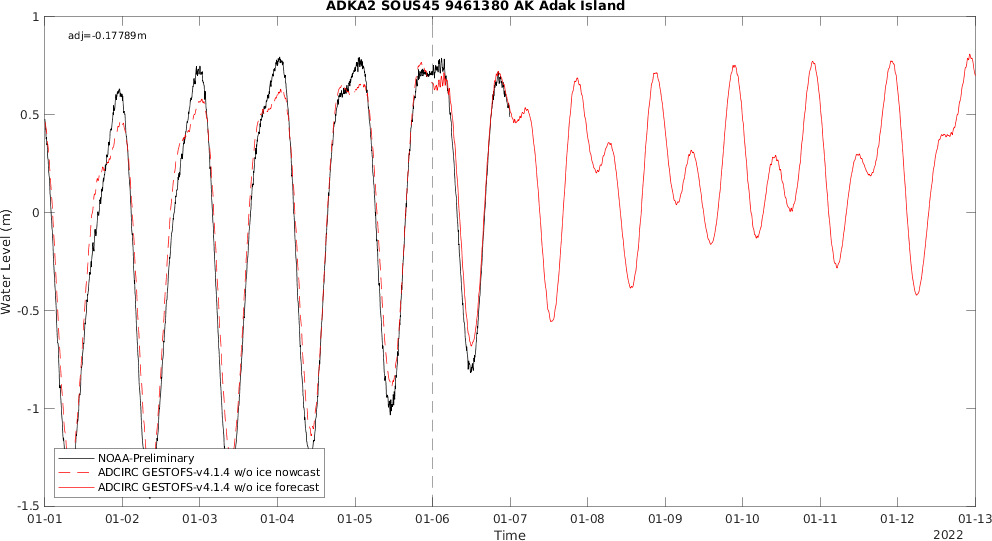 ADKA2 SOUS45 9461380 AK Adak Island
adj=-0.17789m
1
0.5
0
-0.5
-1
-1.5
Water Level (m)
NOAA-Preliminary
ADCIRC GESTOFS-v4.1.4 w/o ice nowcast
ADCIRC GESTOFS-v4.1.4 w/o ice forecast
01-01 01-02 01-03 01-04 01-05 01-06 01-07 01-08 01-09 01-10 01-11 01-12 01-13
Time
2022